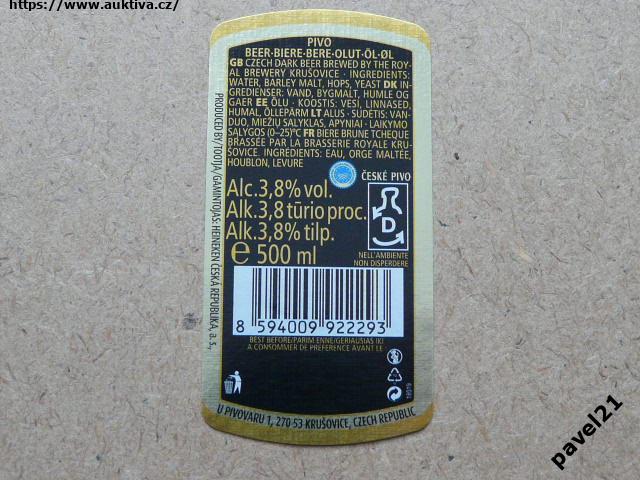 https://www.auktiva.cz/
PIVO
BEER·BIERE·BERE·OLUT·ÖL·ØL
GB CZECH DARK BEER BREWED BY THE ROY-
AL BREWERY KRUŠOVICE · INGREDIENTS:
WATER, BARLEY MALT, HOPS, YEAST DK IN-
GREDIENSER: VAND, BYGMALT, HUMLE OG
GAER EE ÕLU · KOOSTIS: VESI, LINNASED,
HUMAL, ÕLLEPÄRM LT ALUS · SUDĖTIS: VAN-
DUO, MIEŽIŲ SALYKLAS, APYNIAI · LAIKYMO
SALYGOS (0–25)°C FR BIERE BRUNE TCHEQUE
BRASSÉE PAR LA BRASSERIE ROYALE KRU-
ŠOVICE INGRÉDIENTS: EAU, ORGE MALTÉE,
HOUBLON, LEVURE
ČESKÉ PIVO
Alc.3,8% vol.
Alk.3,8 tūrio proc.
Alk.3,8% tilp.
e 500 ml
D
NELL'AMBIENTE
NON DISPERDERE
8 594009 922293
BEST BEFORE/PARIM ENNE/GERIAUSIAS IKI
A CONSOMMER DE PREFERENCE AVANT LE :
PRODUCED BY/TOOTJA/GAMINTOJAS: HEINEKEN ČESKÁ REPUBLIKA, a.s.,
U PIVOVARU 1, 270 53 KRUŠOVICE, CZECH REPUBLIC
pavel21